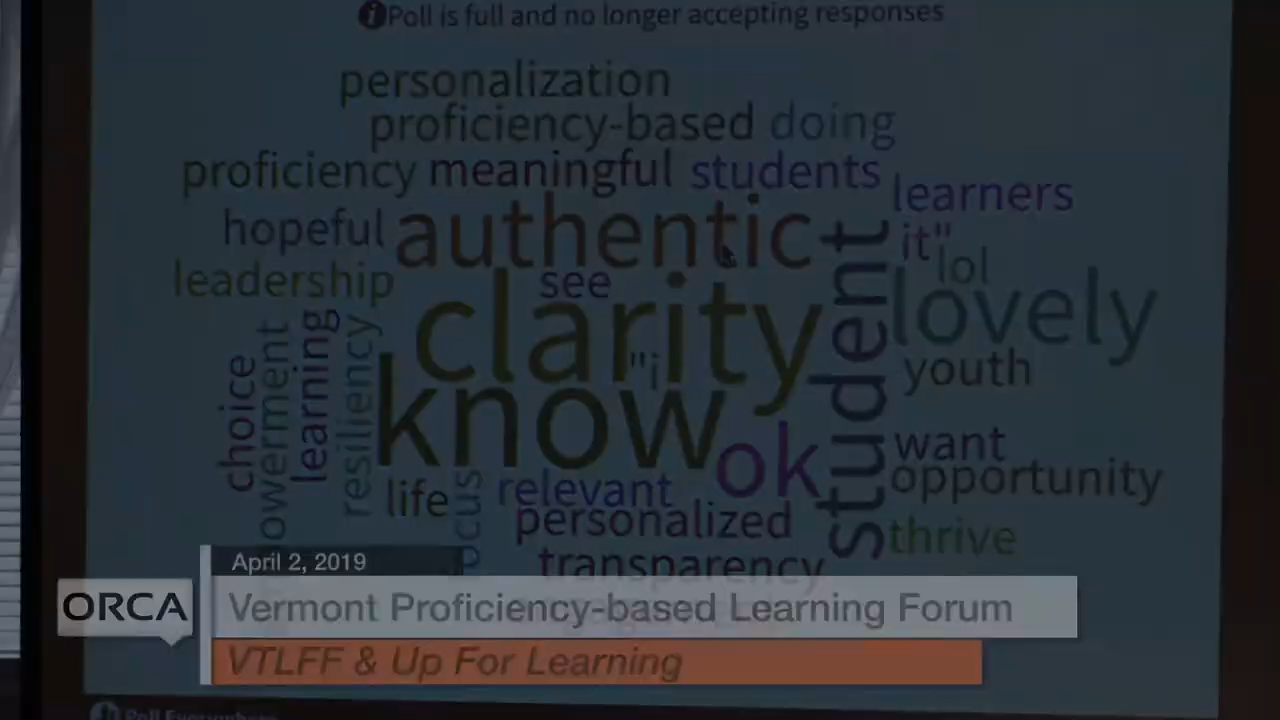 Poll is full and no longer accepting responses
personalization
proficiency-based doing
proficiency meaningful students
learners
hopeful authentic it"
leadership see lol
clarity lovely
"i
know youth
student
choice
learning
resiliency
ok want
opportunity
life relevant
personalized
thrive
transparency
April 2, 2019
ORCA
Vermont Proficiency-based Learning Forum
VTLFF & Up For Learning